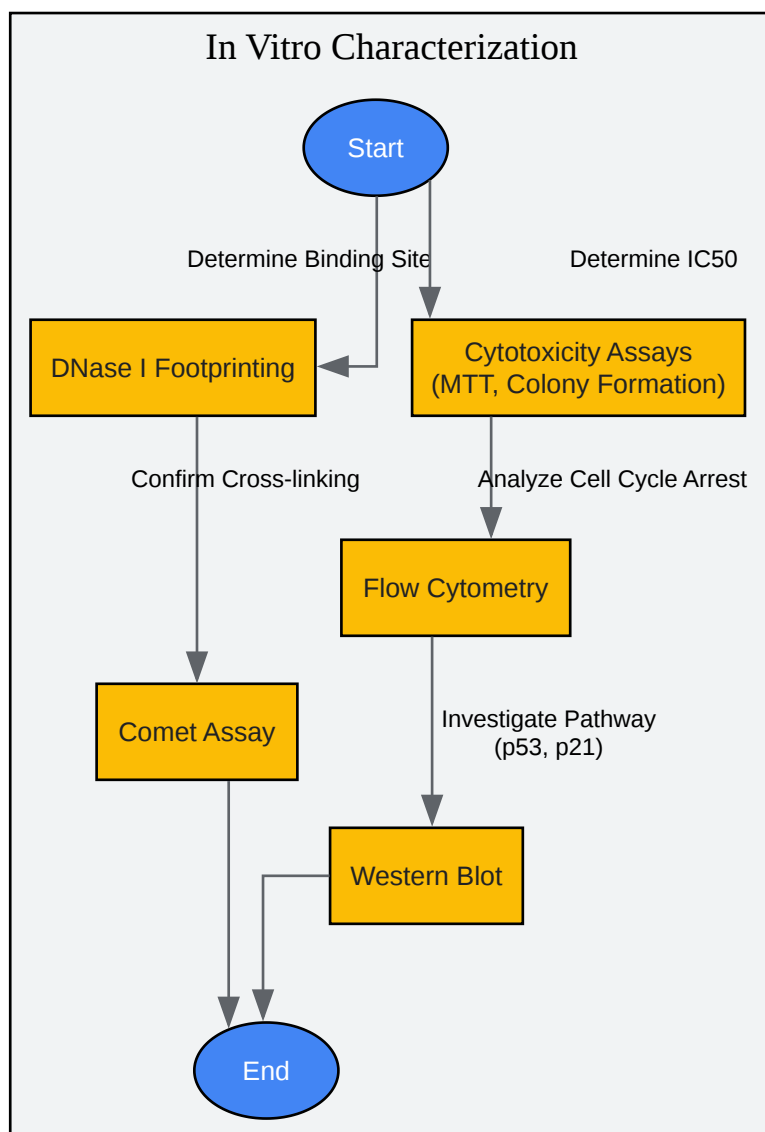 In Vitro Characterization
Start
Determine Binding Site
Determine IC50
DNase I Footprinting
Cytotoxicity Assays
(MTT, Colony Formation)
Confirm Cross-linking
Analyze Cell Cycle Arrest
Flow Cytometry
Comet Assay
Investigate Pathway
(p53, p21)
Western Blot
End